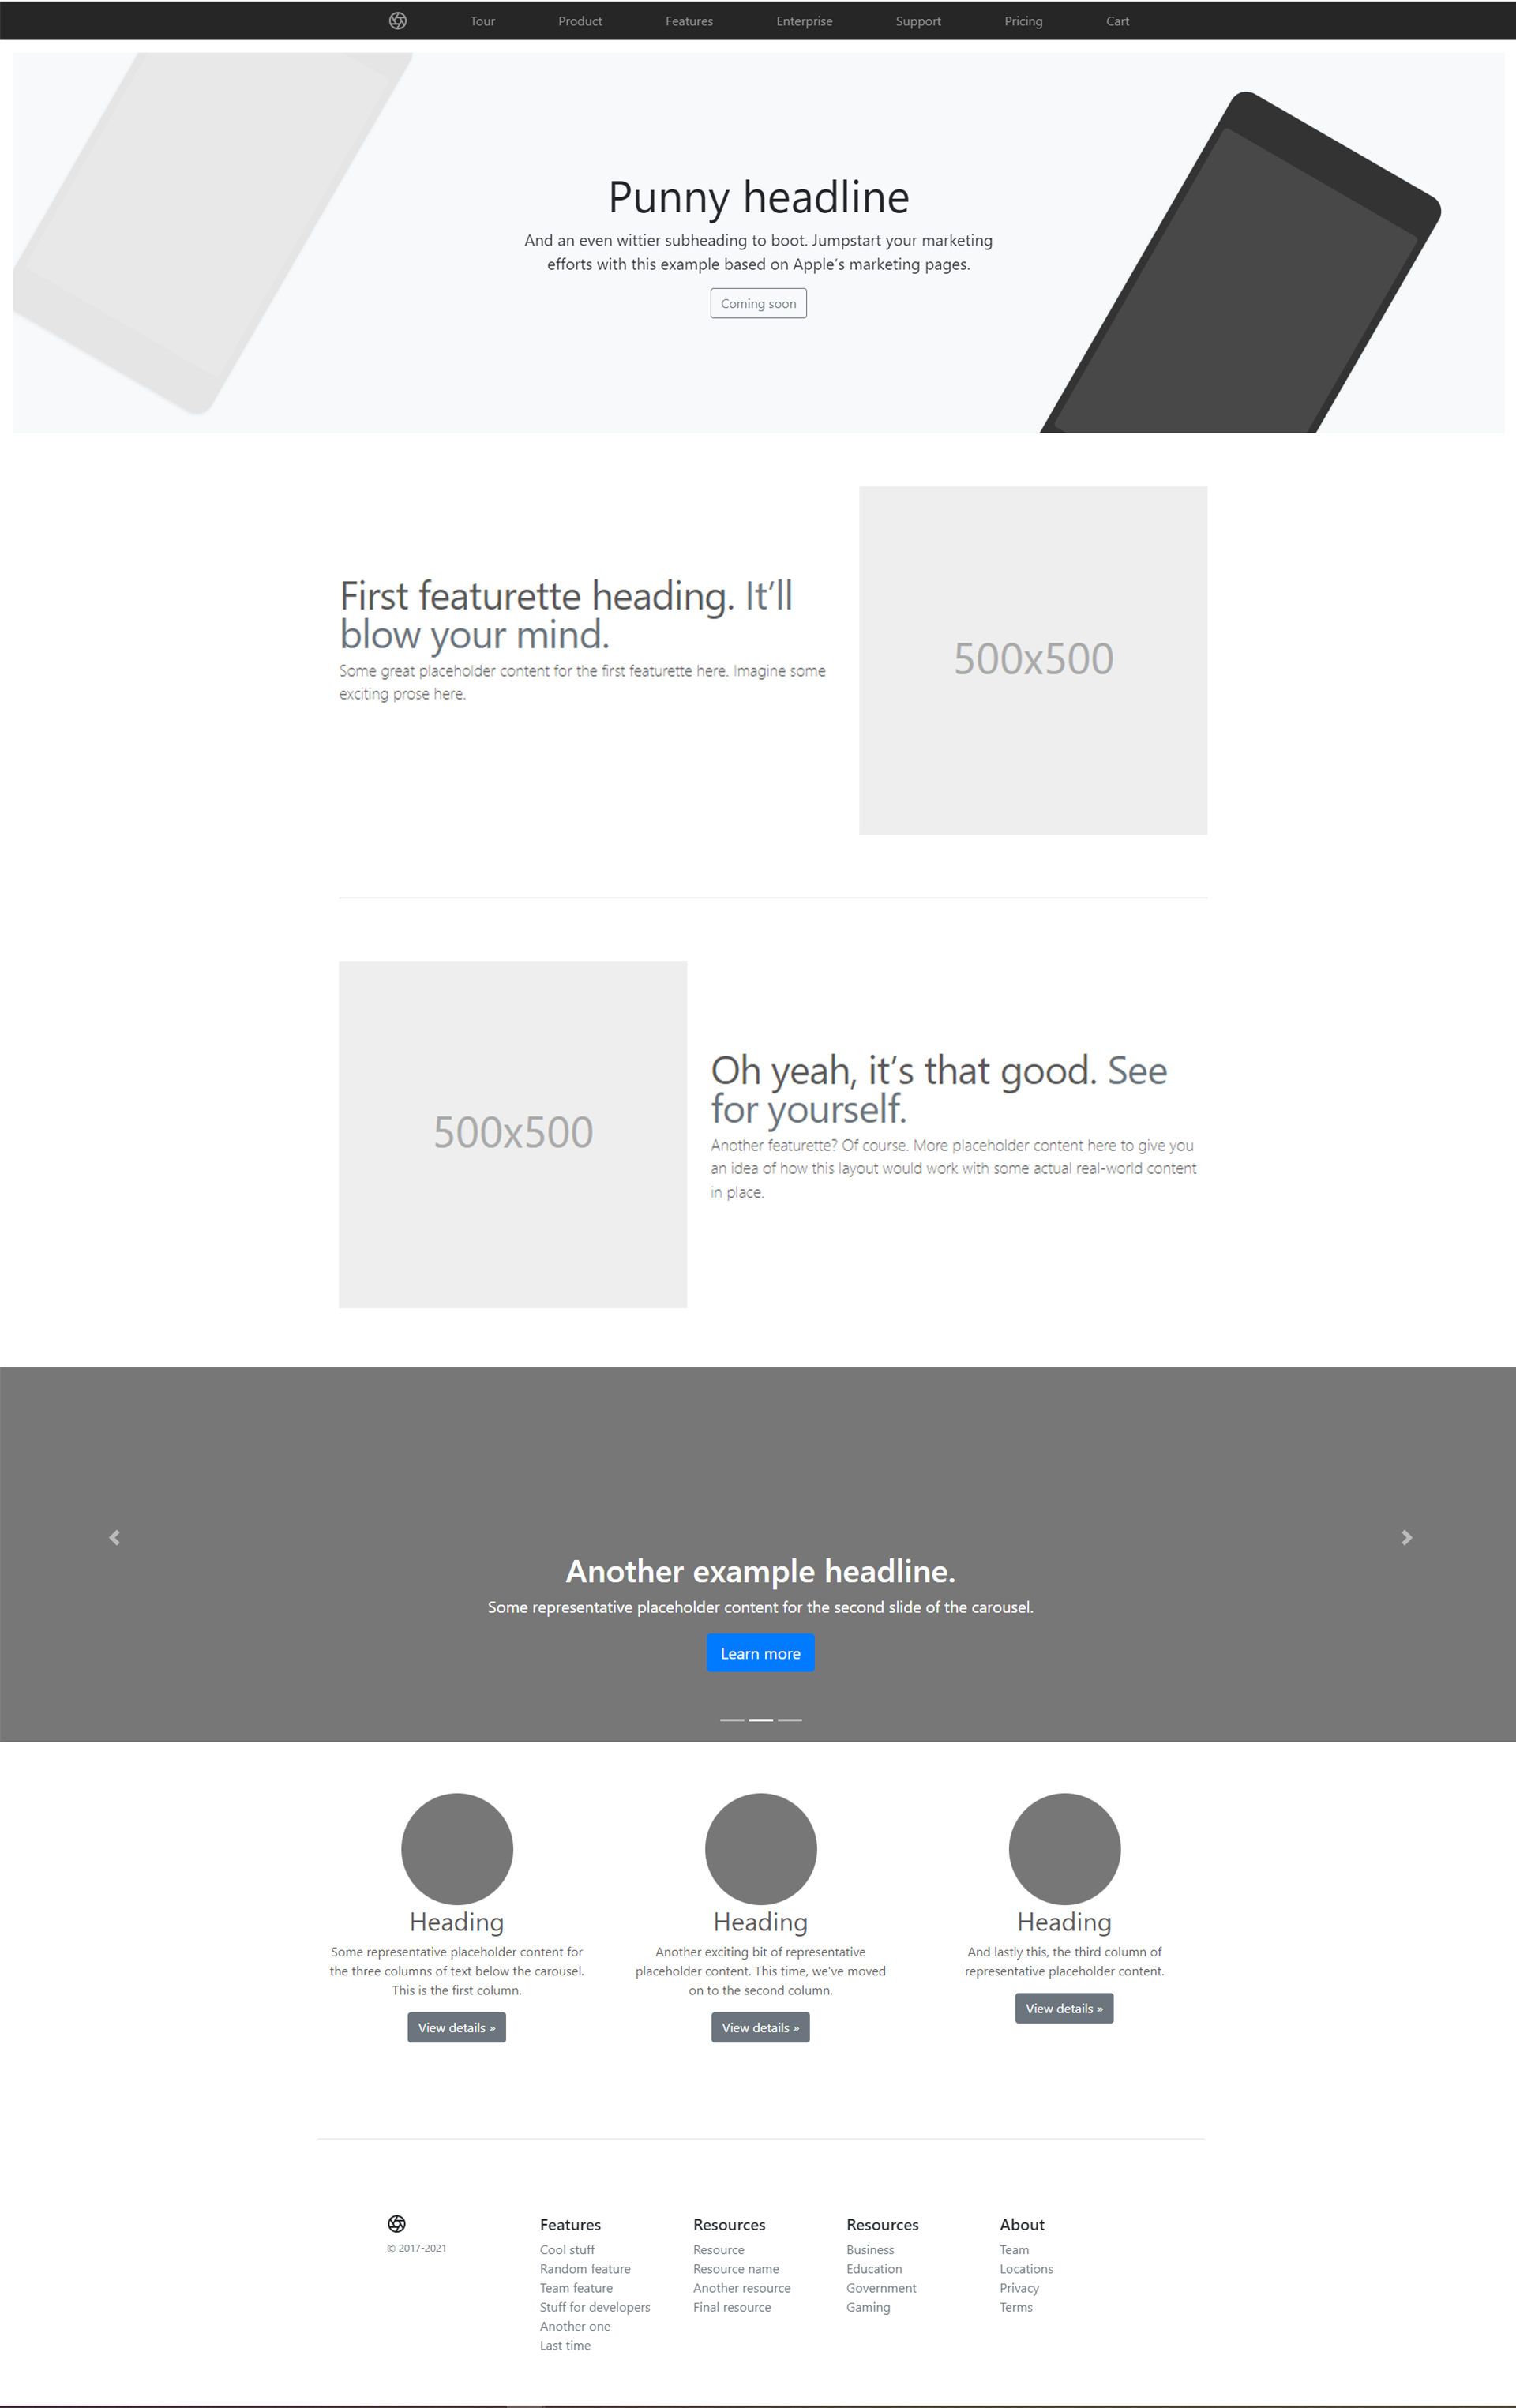 Tour Product Features Enterprise Support Pricing Cart
Punny headline
And an even wittier subheading to boot. Jumpstart your marketing
efforts with this example based on Apple’s marketing pages.
Coming soon
First featurette heading. It’ll
blow your mind.
Some great placeholder content for the first featurette here. Imagine some
exciting prose here.
500x500
500x500
Oh yeah, it’s that good. See
for yourself.
Another featurette? Of course. More placeholder content here to give you
an idea of how this layout would work with some actual real-world content
in place.
Another example headline.
Some representative placeholder content for the second slide of the carousel.
Learn more
Heading
Some representative placeholder content for
the three columns of text below the carousel.
This is the first column.
View details »
Heading
Another exciting bit of representative
placeholder content. This time, we've moved
on to the second column.
View details »
Heading
And lastly this, the third column of
representative placeholder content.
View details »
© 2017-2021
Features
Cool stuff
Random feature
Team feature
Stuff for developers
Another one
Last time
Resources
Resource
Resource name
Another resource
Final resource
Resources
Business
Education
Government
Gaming
About
Team
Locations
Privacy
Terms